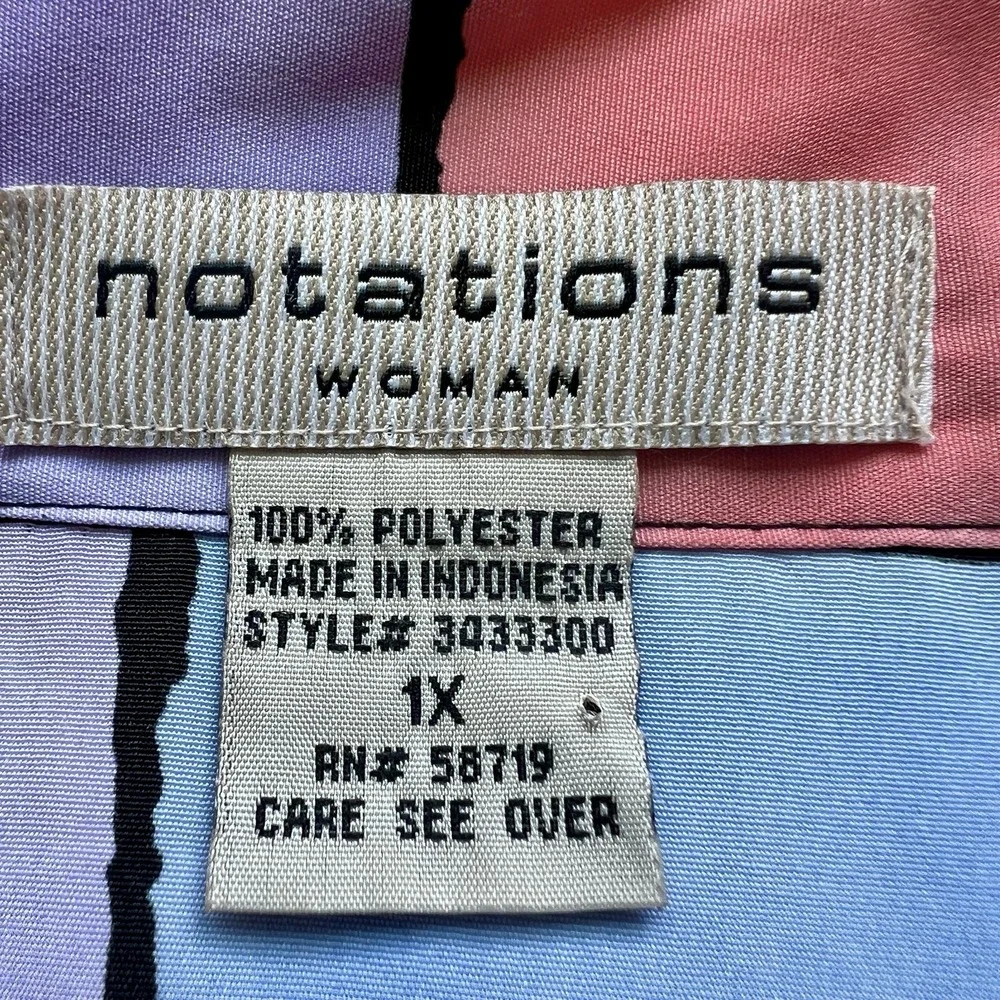 notations
WOMAN
100% POLYESTER
MADE IN INDONESIA
STYLE# 3433300
1X
RN# 58719
CARE SEE OVER